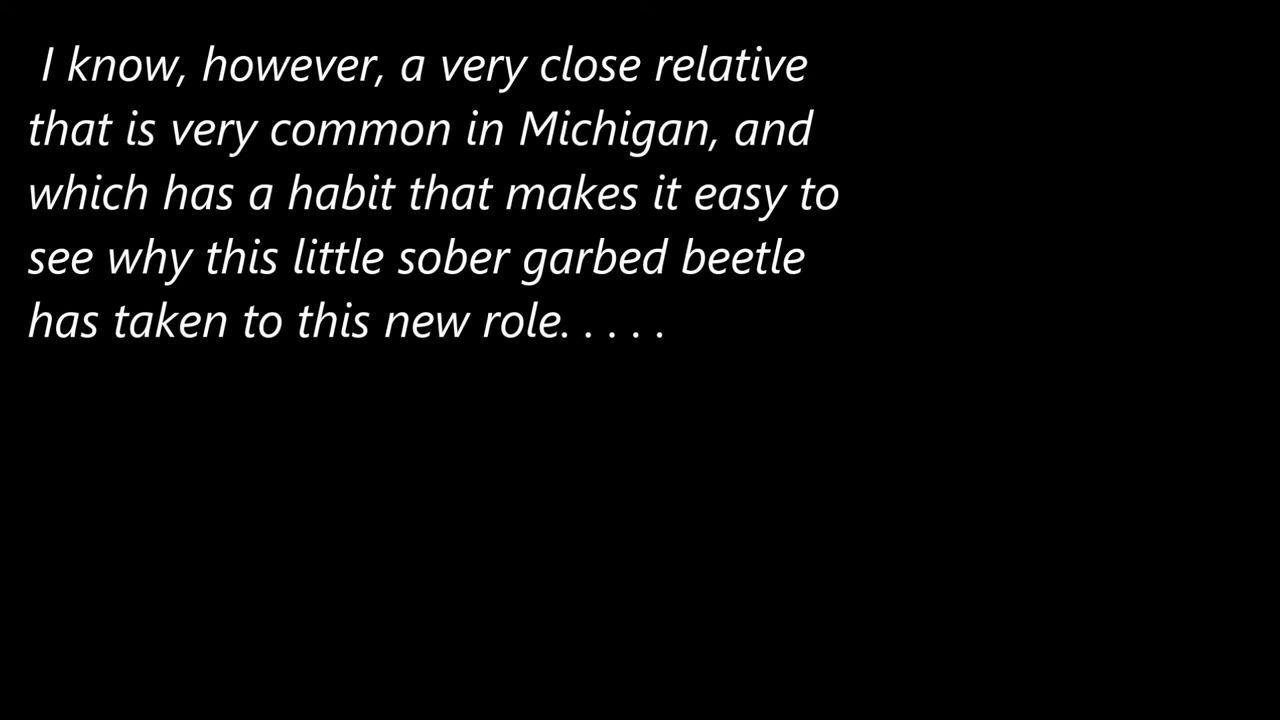 I know, however, a very close relative
that is very common in Michigan, and
which has a habit that makes it easy to
see why this little sober garbed beetle
has taken to this new role. . . . .